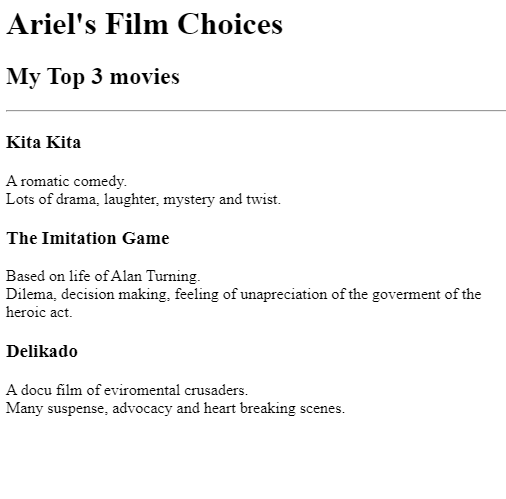 Ariel's Film Choices
My Top 3 movies
Kita Kita
A romatic comedy.
Lots of drama, laughter, mystery and twist.
The Imitation Game
Based on life of Alan Turning.
Dilema, decision making, feeling of unapreciation of the goverment of the
heroic act.
Delikado
A docu film of eviromental crusaders.
Many suspense, advocacy and heart breaking scenes.